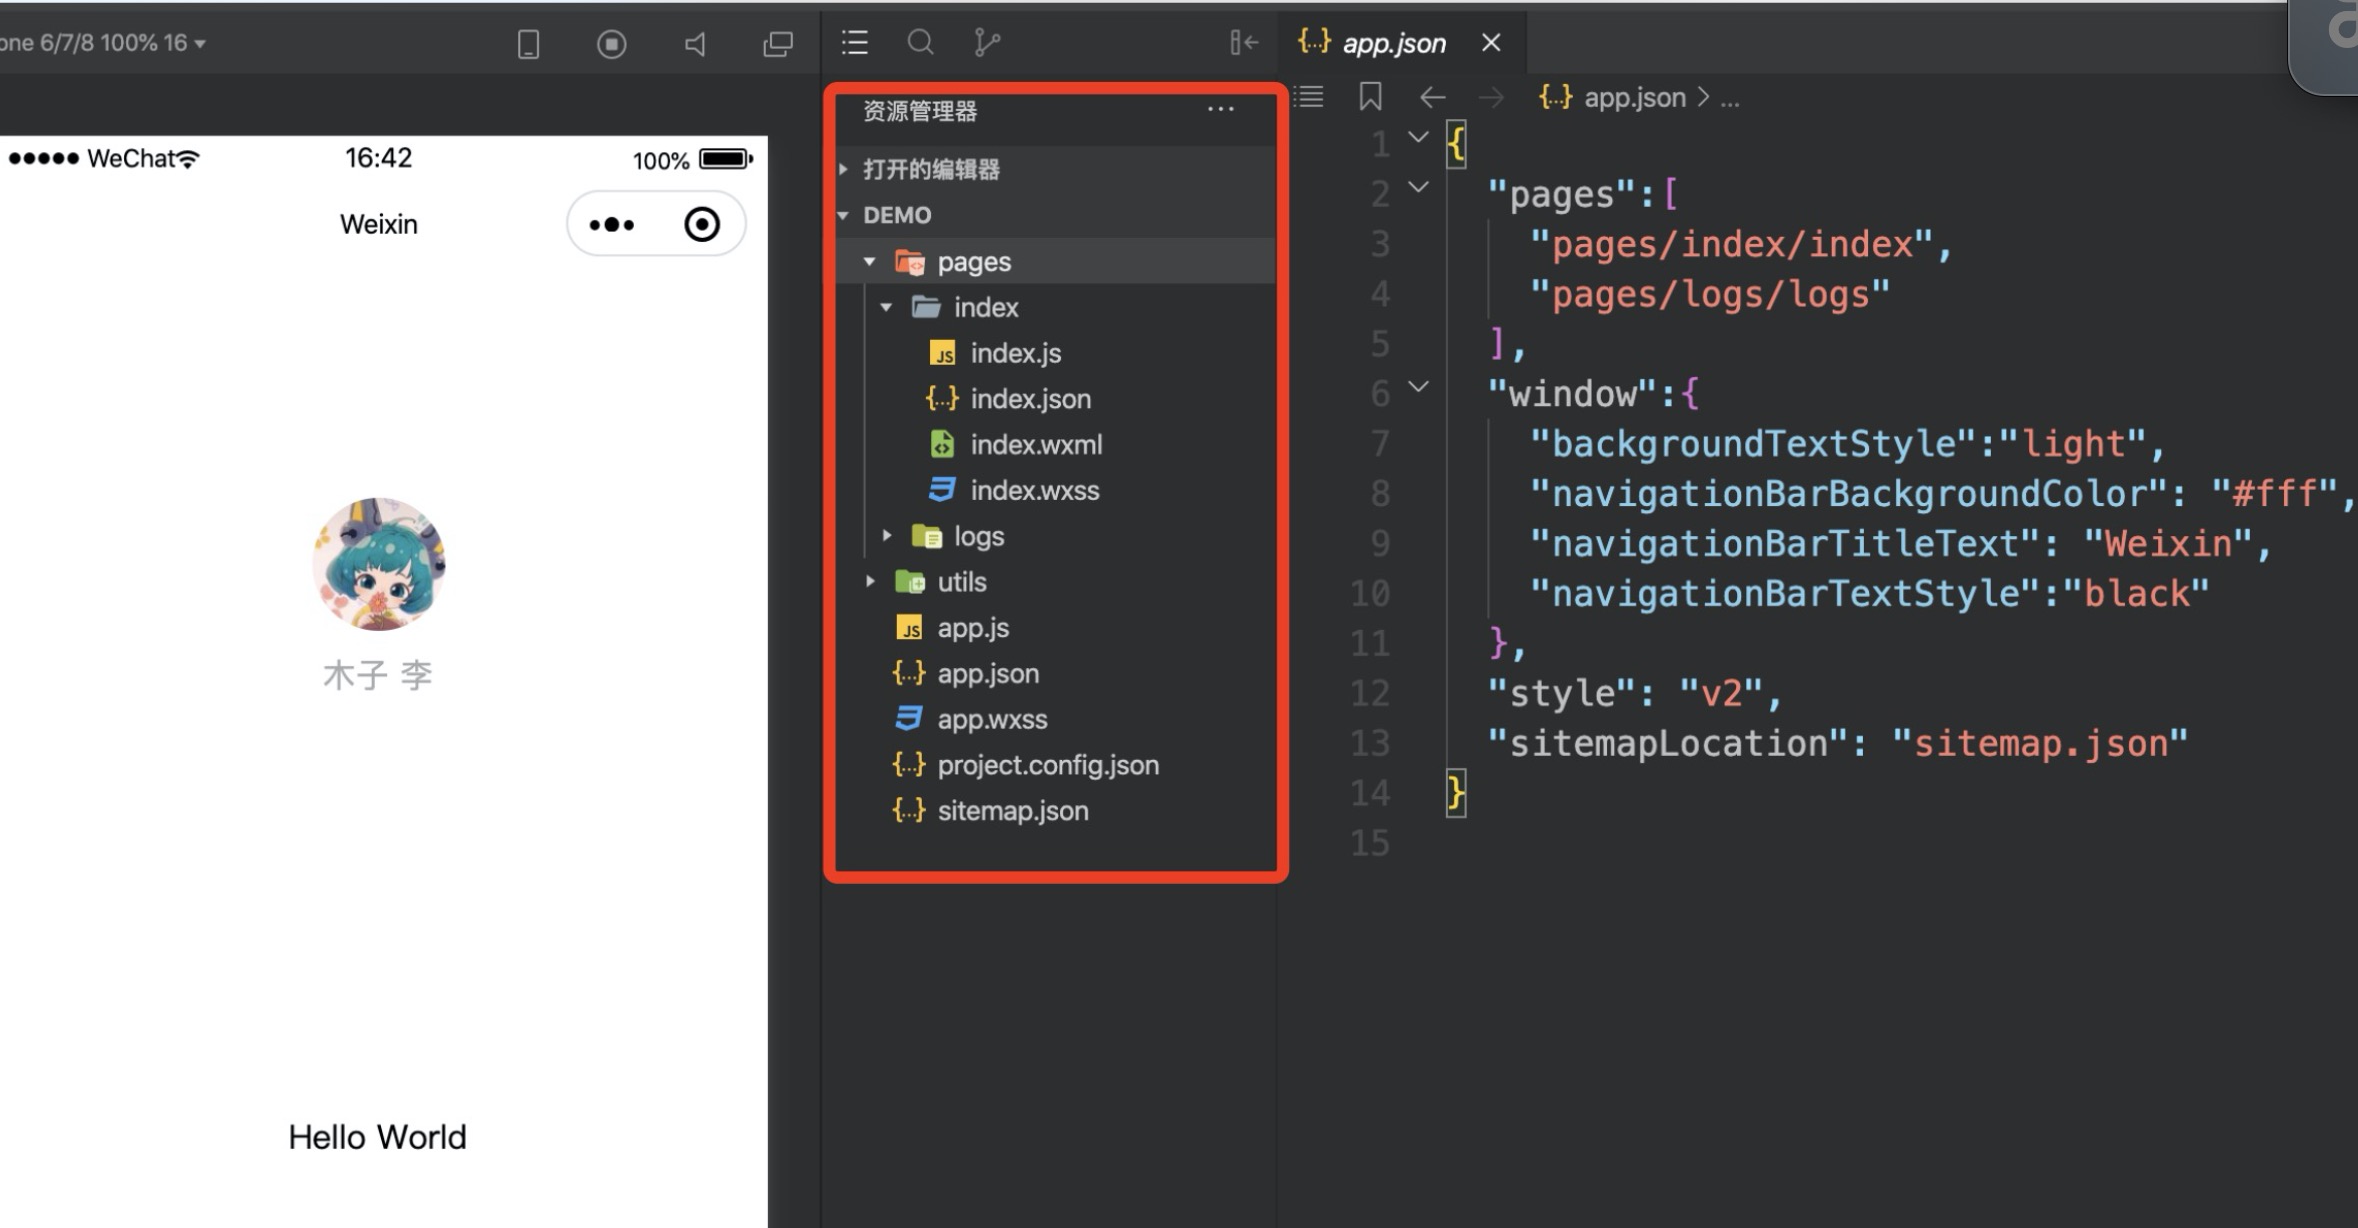 one 6/7/8 100% 16
WeChat
16:42
100%
Weixin
木子 李
Hello World
资源管理器
打开的编辑器
DEMO
pages
index
JS index.js
{..} index.json
index.wxml
index.wxss
logs
utils
JS app.js
{..} app.json
app.wxss
{..} project.config.json
{..} sitemap.json
{..} app.json
{..} app.json > ...
1 {
2 "pages":[
3 "pages/index/index",
4 "pages/logs/logs"
5 ],
6 "window":{
7 "backgroundTextStyle":"light",
8 "navigationBarBackgroundColor": "#fff",
9 "navigationBarTitleText": "Weixin",
10 "navigationBarTextStyle":"black"
11 },
12 "style": "v2",
13 "sitemapLocation": "sitemap.json"
14 }
15